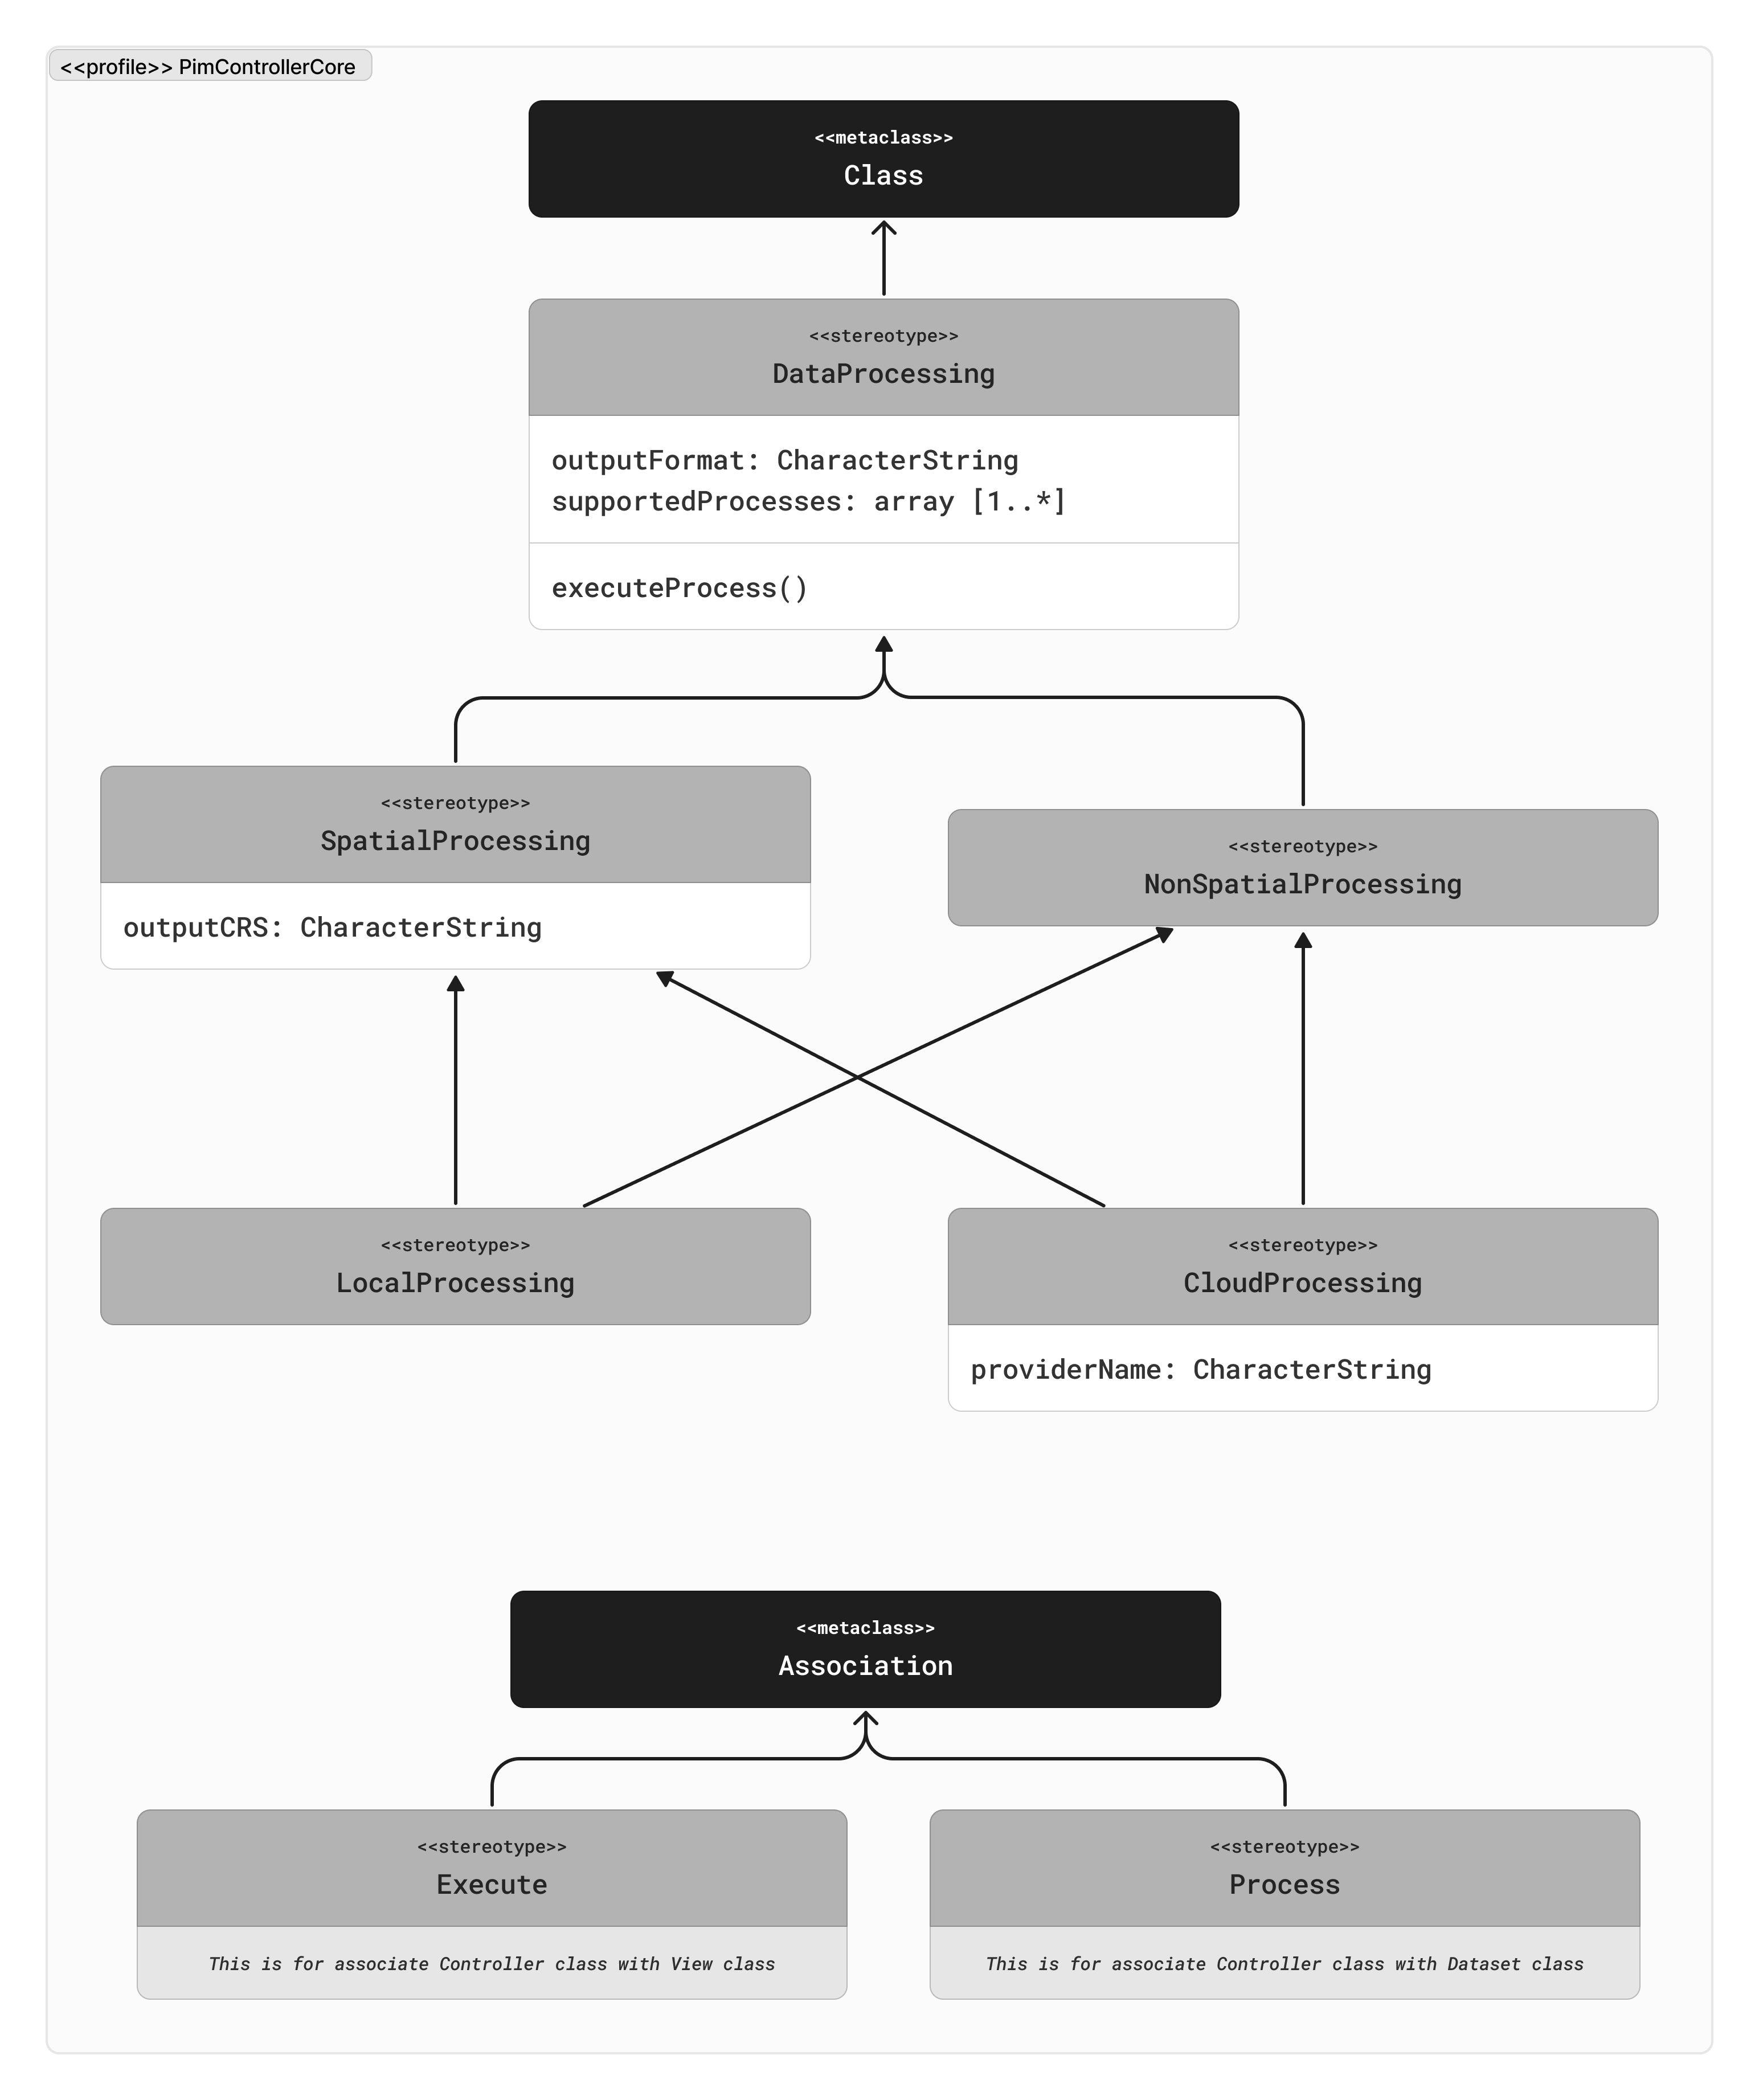 <<profile>> PimControllerCore
<<metaclass>>
Class
<<stereotype>>
DataProcessing
outputFormat: CharacterString
supportedProcesses: array [1..*]
executeProcess()
<<stereotype>>
SpatialProcessing
outputCRS: CharacterString
<<stereotype>>
NonSpatialProcessing
<<stereotype>>
LocalProcessing
<<stereotype>>
CloudProcessing
providerName: CharacterString
<<metaclass>>
Association
<<stereotype>>
Execute
This is for associate Controller class with View class
<<stereotype>>
Process
This is for associate Controller class with Dataset class